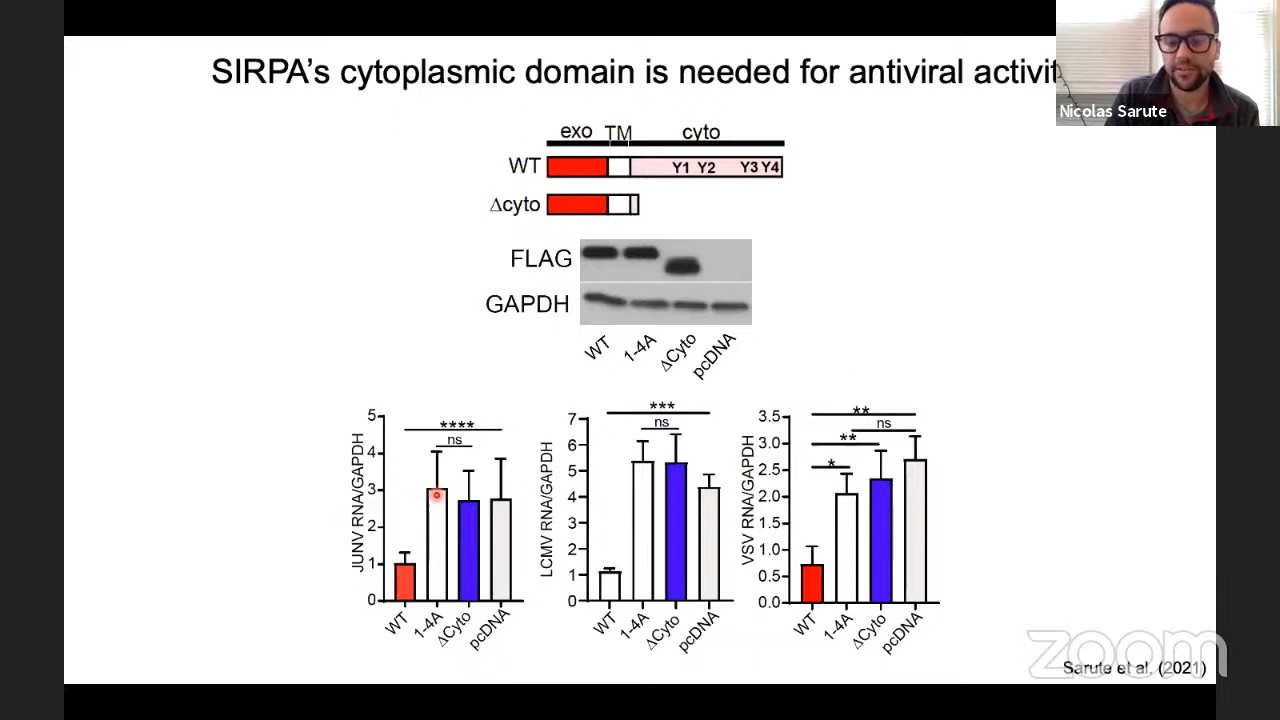 SIRPA's cytoplasmic domain is needed for antiviral activit
Nicolas Sarute
exo TM cyto
WT Y1 Y2 Y3 Y4
Δcyto
FLAG
GAPDH
WT 1-4A ΔCyto pcDNA
JUNV RNA/GAPDH
5
4
3
2
1
0
****
ns
WT 1-4A ΔCyto pcDNA
LCMV RNA/GAPDH
7
6
5
4
3
2
1
0
***
ns
WT 1-4A ΔCyto pcDNA
VSV RNA/GAPDH
3.5
3.0
2.5
2.0
1.5
1.0
0.5
0.0
**
ns
**
*
WT 1-4A ΔCyto pcDNA
zoom
Sarute et al. (2021)